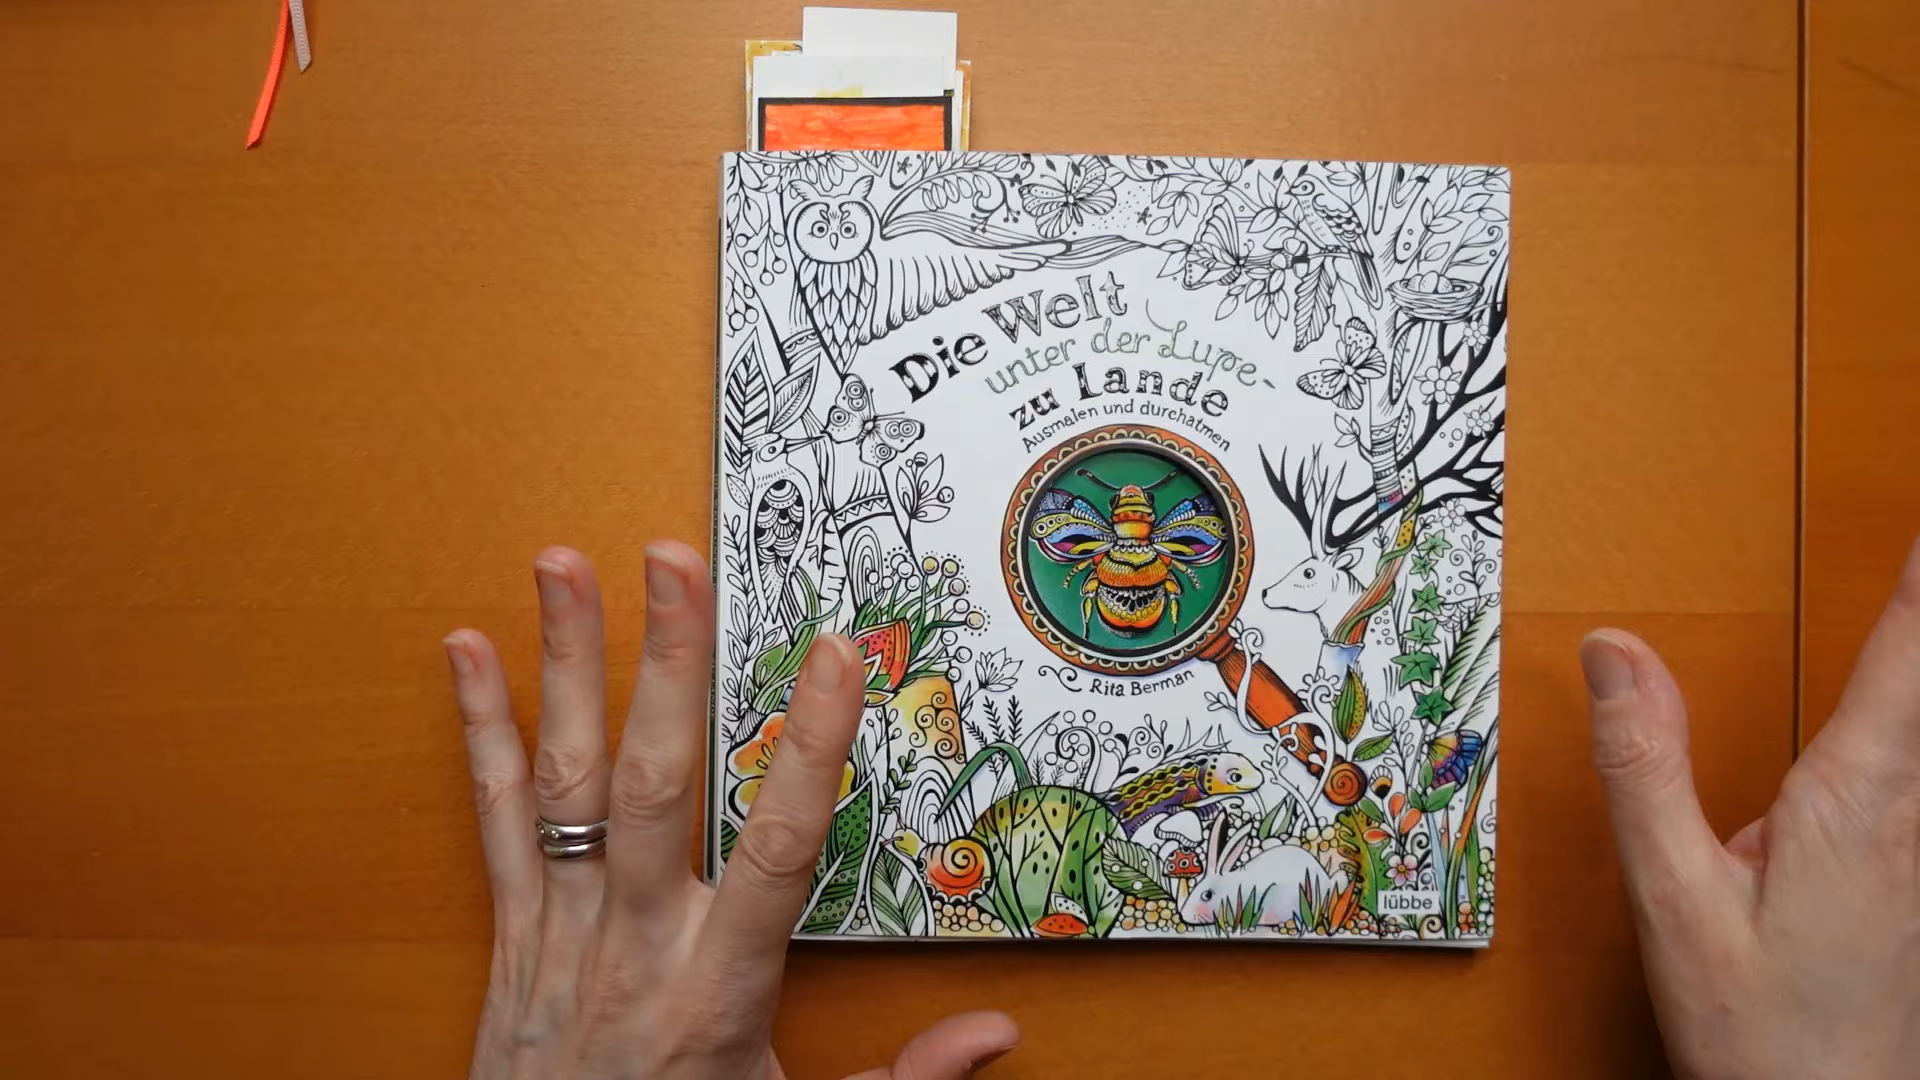 Die Welt
unter der Lupe-
zu Lande
Ausmalen und durchatmen
Rita Berman
lübbe